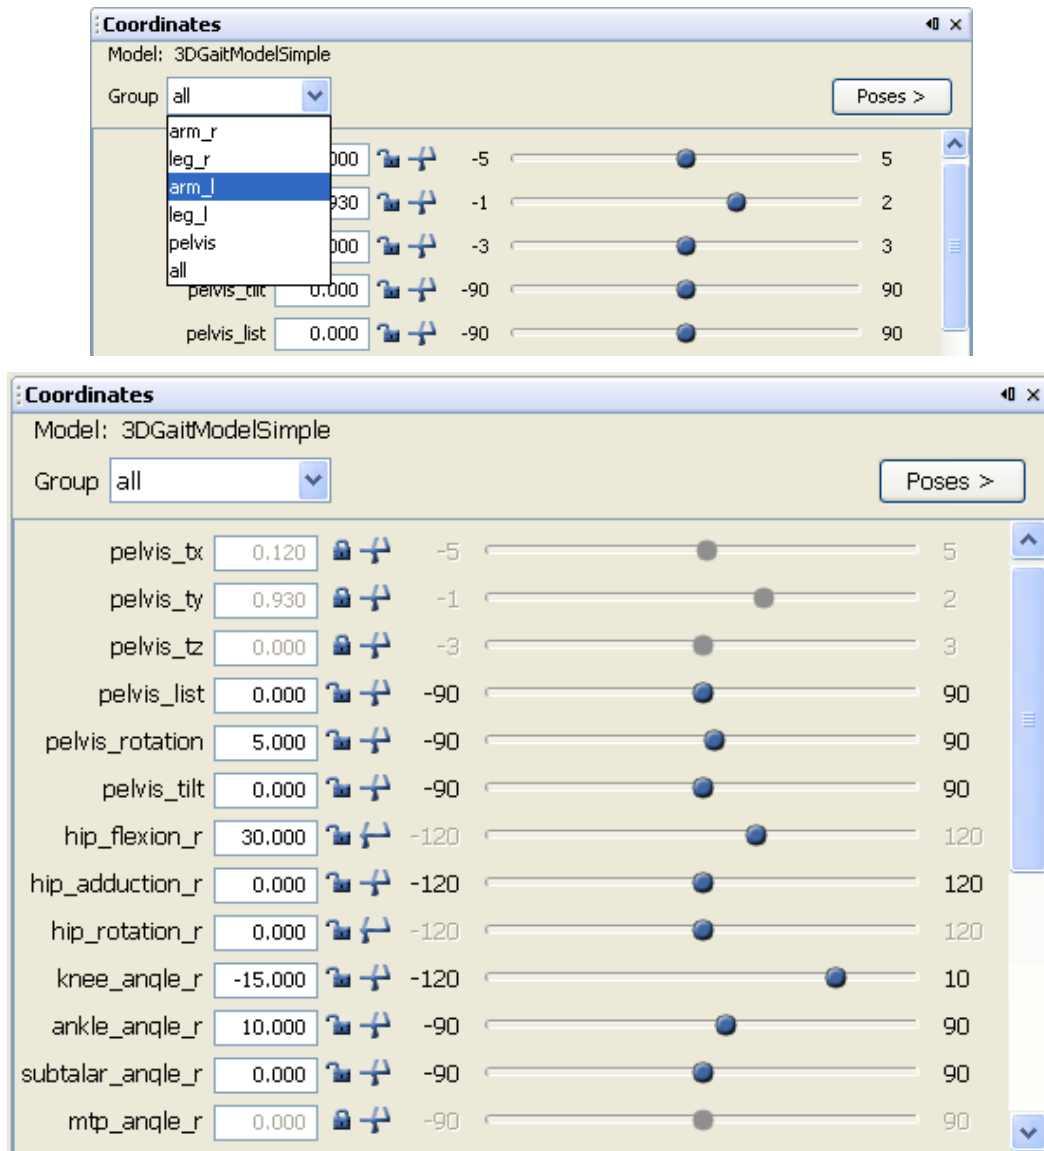 Coordinates
Model: 3DGaitModelSimple
Group all Poses >
arm_r
leg_r
arm_l
leg_l
pelvis
all
000 -5 5
930 -1 2
000 -3 3
pelvis_tilt 0.000 -90 90
pelvis_list 0.000 -90 90
Coordinates
Model: 3DGaitModelSimple
Group all Poses >
pelvis_tx 0.120 -5 5
pelvis_ty 0.930 -1 2
pelvis_tz 0.000 -3 3
pelvis_list 0.000 -90 90
pelvis_rotation 5.000 -90 90
pelvis_tilt 0.000 -90 90
hip_flexion_r 30.000 -120 120
hip_adduction_r 0.000 -120 120
hip_rotation_r 0.000 -120 120
knee_angle_r -15.000 -120 10
ankle_angle_r 10.000 -90 90
subtalar_angle_r 0.000 -90 90
mtp_angle_r 0.000 -90 90